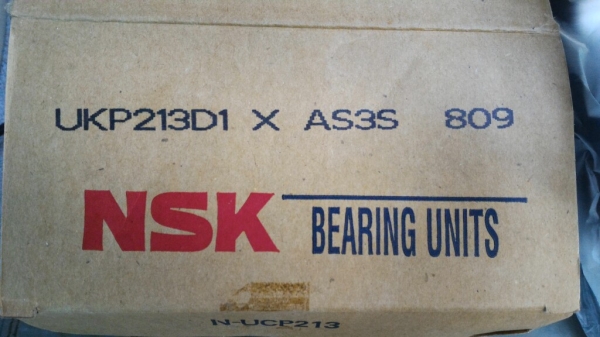 UKP213D1 X AS3S 809
NSK BEARING UNITS
N-UCP213